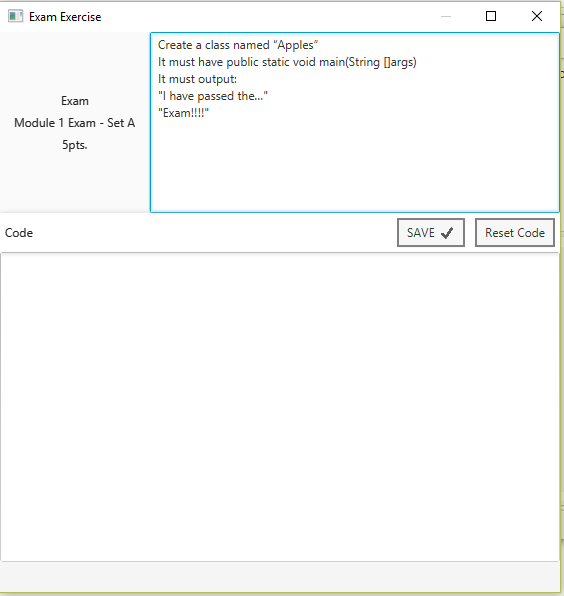 Exam Exercise
Exam
Module 1 Exam - Set A
5pts.
Create a class named “Apples”
It must have public static void main(String []args)
It must output:
"I have passed the..."
"Exam!!!!"
Code
SAVE ✔
Reset Code